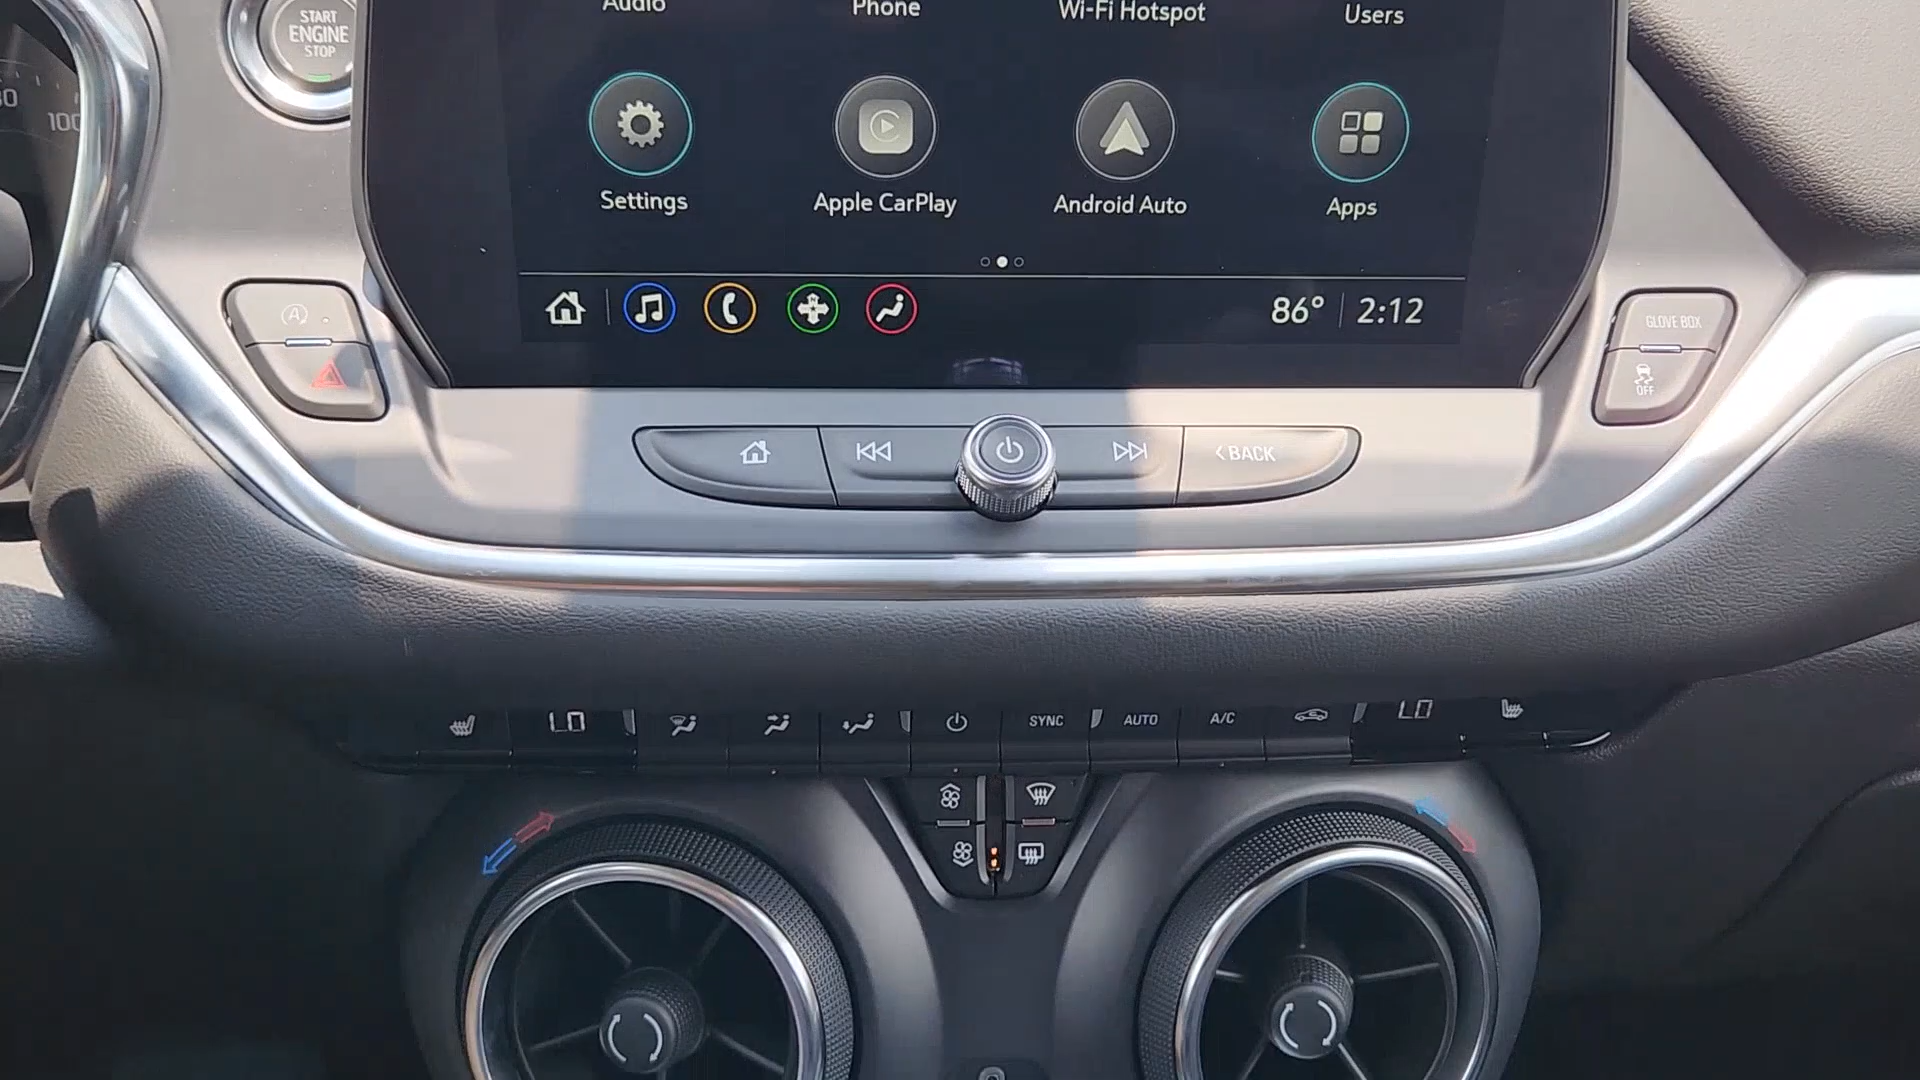 START
ENGINE
STOP
Audio
Phone
Wi-Fi Hotspot
Users
100
Settings
Apple CarPlay
Android Auto
Apps
86° 2:12
A
GLOVE BOX
OFF
BACK
LO
SYNC
AUTO
A/C
LO